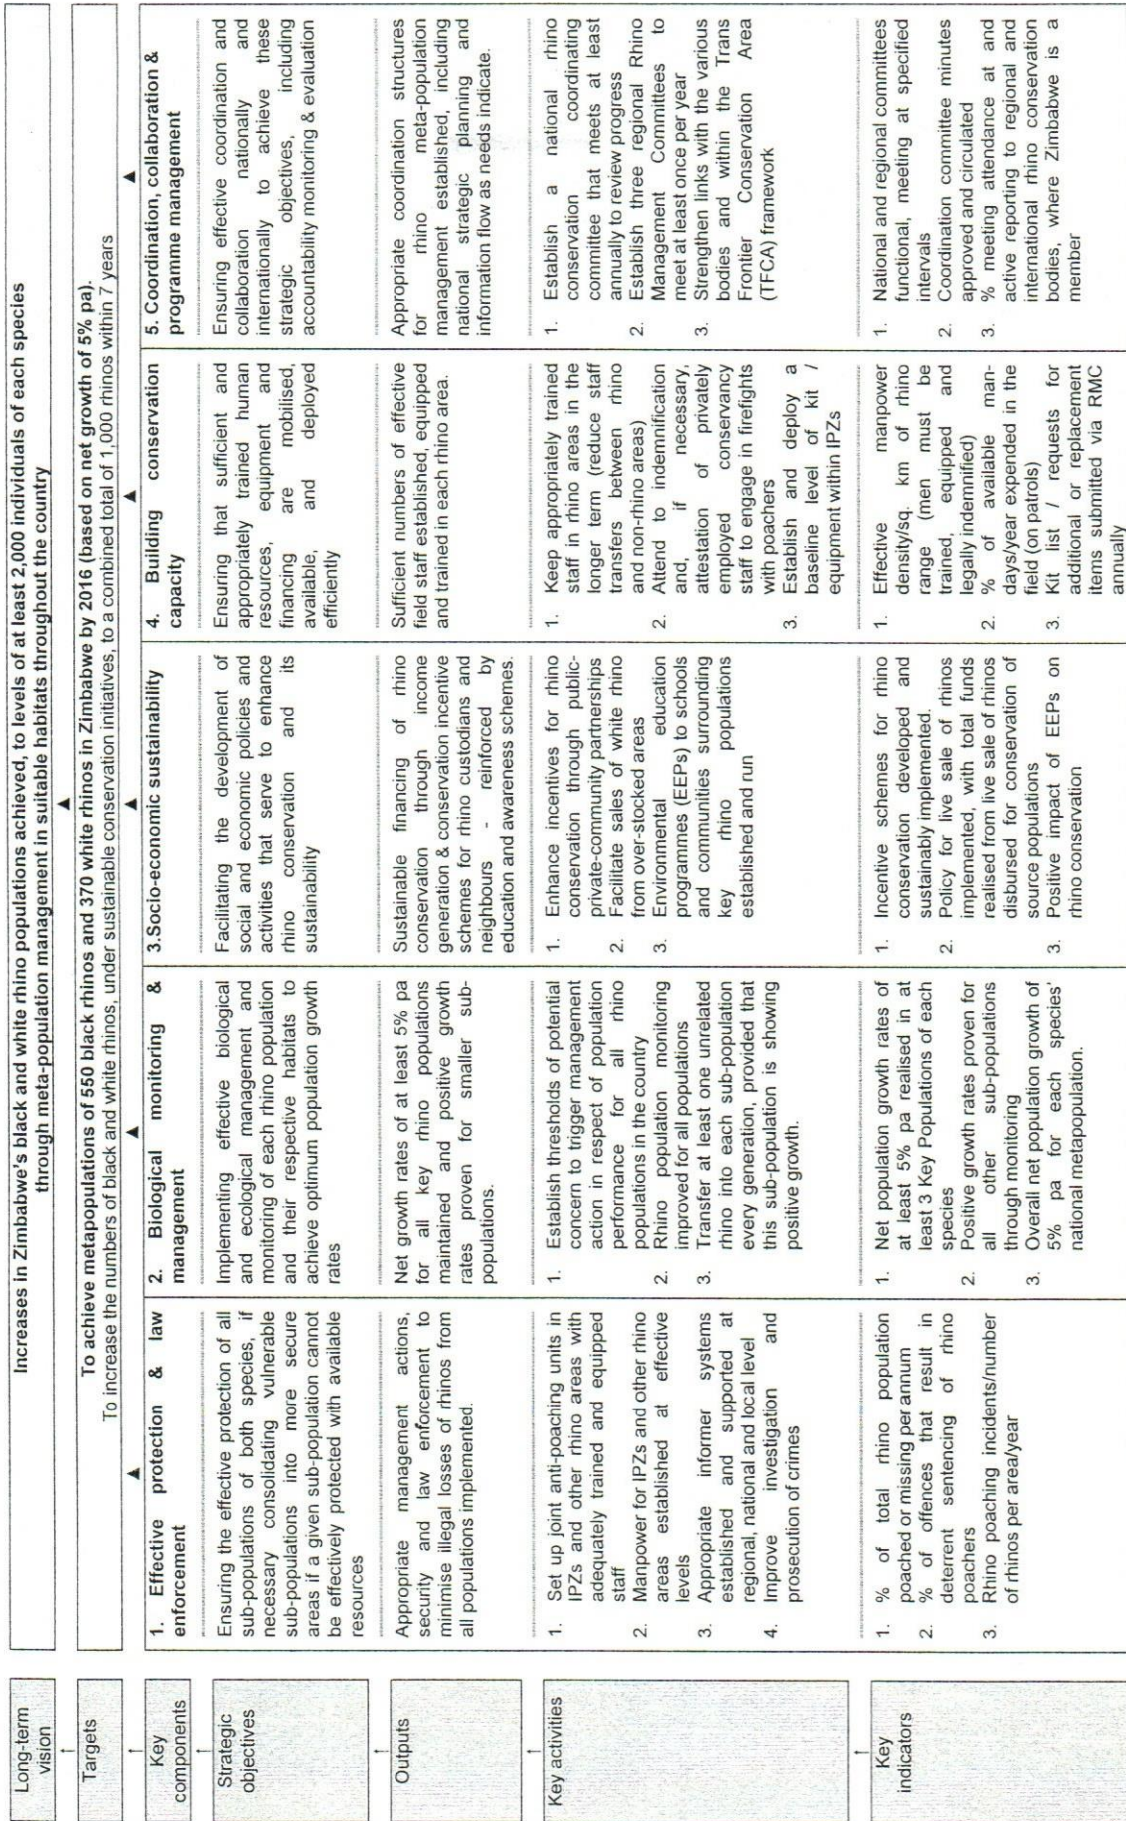 Long-term
vision
Increases in Zimbabwe's black and white rhino populations achieved, to levels of at least 2,000 individuals of each species
through meta-population management in suitable habitats throughout the country
Targets
To achieve metapopulations of 550 black rhinos and 370 white rhinos in Zimbabwe by 2016 (based on net growth of 5% pa).
To increase the numbers of black and white rhinos, under sustainable conservation initiatives, to a combined total of 1,000 rhinos within 7 years
Key
components
1. Effective protection & law
enforcement
2. Biological monitoring &
management
3.Socio-economic sustainability
4. Building conservation
capacity
5. Coordination, collaboration &
programme management
Strategic
objectives
Ensuring the effective protection of all
sub-populations of both species, if
necessary consolidating vulnerable
sub-populations into more secure
areas if a given sub-population cannot
be effectively protected with available
resources
Implementing effective biological
and ecological management and
monitoring of each rhino population
and their respective habitats to
achieve optimum population growth
rates
Facilitating the development of
social and economic policies and
activities that serve to enhance
rhino conservation and its
sustainability
Ensuring that sufficient and
appropriately trained human
resources, equipment and
financing are mobilised,
available, and deployed
efficiently
Ensuring effective coordination and
collaboration nationally and
internationally to achieve these
strategic objectives, including
accountability monitoring & evaluation
Outputs
Appropriate management actions,
security and law enforcement to
minimise illegal losses of rhinos from
all populations implemented.
Net growth rates of at least 5% pa
for all key rhino populations
maintained and positive growth
rates proven for smaller sub-
populations.
Sustainable financing of rhino
conservation through income
generation & conservation incentive
schemes for rhino custodians and
neighbours - reinforced by
education and awareness schemes.
Sufficient numbers of effective
field staff established, equipped
and trained in each rhino area.
Appropriate coordination structures
for rhino meta-population
management established, including
national strategic planning and
information flow as needs indicate.
Key activities
1. Set up joint anti-poaching units in
IPZs and other rhino areas with
adequately trained and equipped
staff
2. Manpower for IPZs and other rhino
areas established at effective
levels
3. Appropriate informer systems
established and supported at
regional, national and local level
4. Improve investigation and
prosecution of crimes
1. Establish thresholds of potential
concern to trigger management
action in respect of population
performance for all rhino
populations in the country
2. Rhino population monitoring
improved for all populations
3. Transfer at least one unrelated
rhino into each sub-population
every generation, provided that
this sub-population is showing
positive growth.
1. Enhance incentives for rhino
conservation through public-
private-community partnerships
2. Facilitate sales of white rhino
from over-stocked areas
3. Environmental education
programmes (EEPs) to schools
and communities surrounding
key rhino populations
established and run
1. Keep appropriately trained
staff in rhino areas in the
longer term (reduce staff
transfers between rhino
and non-rhino areas)
2. Attend to indemnification
and, if necessary,
attestation of privately
employed conservancy
staff to engage in firefights
with poachers
3. Establish and deploy a
baseline level of kit /
equipment within IPZs
1. Establish a national rhino
conservation coordinating
committee that meets at least
annually to review progress
2. Establish three regional Rhino
Management Committees to
meet at least once per year
3. Strengthen links with the various
bodies and within the Trans
Frontier Conservation Area
(TFCA) framework
Key
indicators
1. % of total rhino population
poached or missing per annum
2. % of offences that result in
deterrent sentencing of rhino
poachers
3. Rhino poaching incidents/number
of rhinos per area/year
1. Net population growth rates of
at least 5% pa realised in at
least 3 Key Populations of each
species
2. Positive growth rates proven for
all other sub-populations
through monitoring
3. Overall net population growth of
5% pa for each species'
national metapopulation.
1. Incentive schemes for rhino
conservation developed and
sustainably implemented.
2. Policy for live sale of rhinos
implemented, with total funds
realised from live sale of rhinos
disbursed for conservation of
source populations
3. Positive impact of EEPs on
rhino conservation
1. Effective manpower
density/sq. km of rhino
range (men must be
trained, equipped and
legally indemnified)
2. % of available man-
days/year expended in the
field (on patrols)
3. Kit list / requests for
additional or replacement
items submitted via RMC
annually
1. National and regional committees
functional, meeting at specified
intervals
2. Coordination committee minutes
approved and circulated
3. % meeting attendance at and
active reporting to regional and
international rhino conservation
bodies, where Zimbabwe is a
member